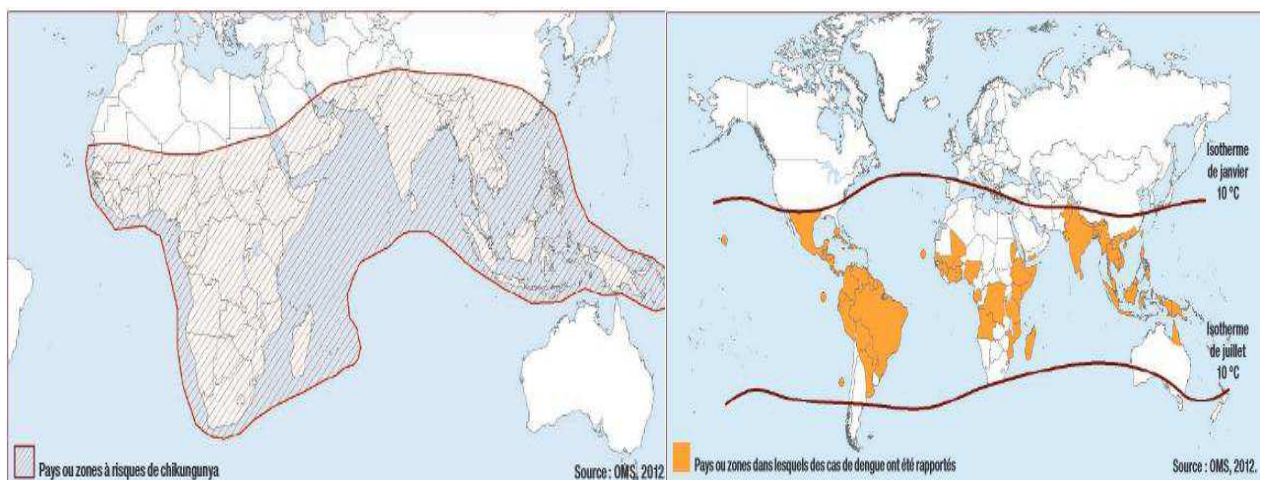 Pays ou zones à risques de chikungunya
Source : OMS, 2012
Isotherme
de janvier
10 °C
Isotherme
de juillet
10 °C
Pays ou zones dans lesquels des cas de dengue ont été rapportés
Source : OMS, 2012.